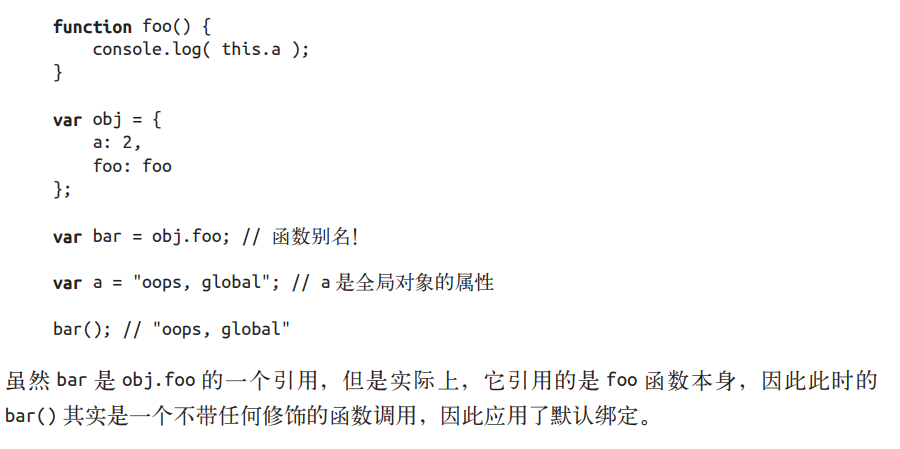 function foo() {
    console.log( this.a );
}

var obj = {
    a: 2,
    foo: foo
};

var bar = obj.foo; // 函数别名！

var a = "oops, global"; // a 是全局对象的属性

bar(); // "oops, global"

虽然 bar 是 obj.foo 的一个引用，但是实际上，它引用的是 foo 函数本身，因此此时的
bar() 其实是一个不带任何修饰的函数调用，因此应用了默认绑定。